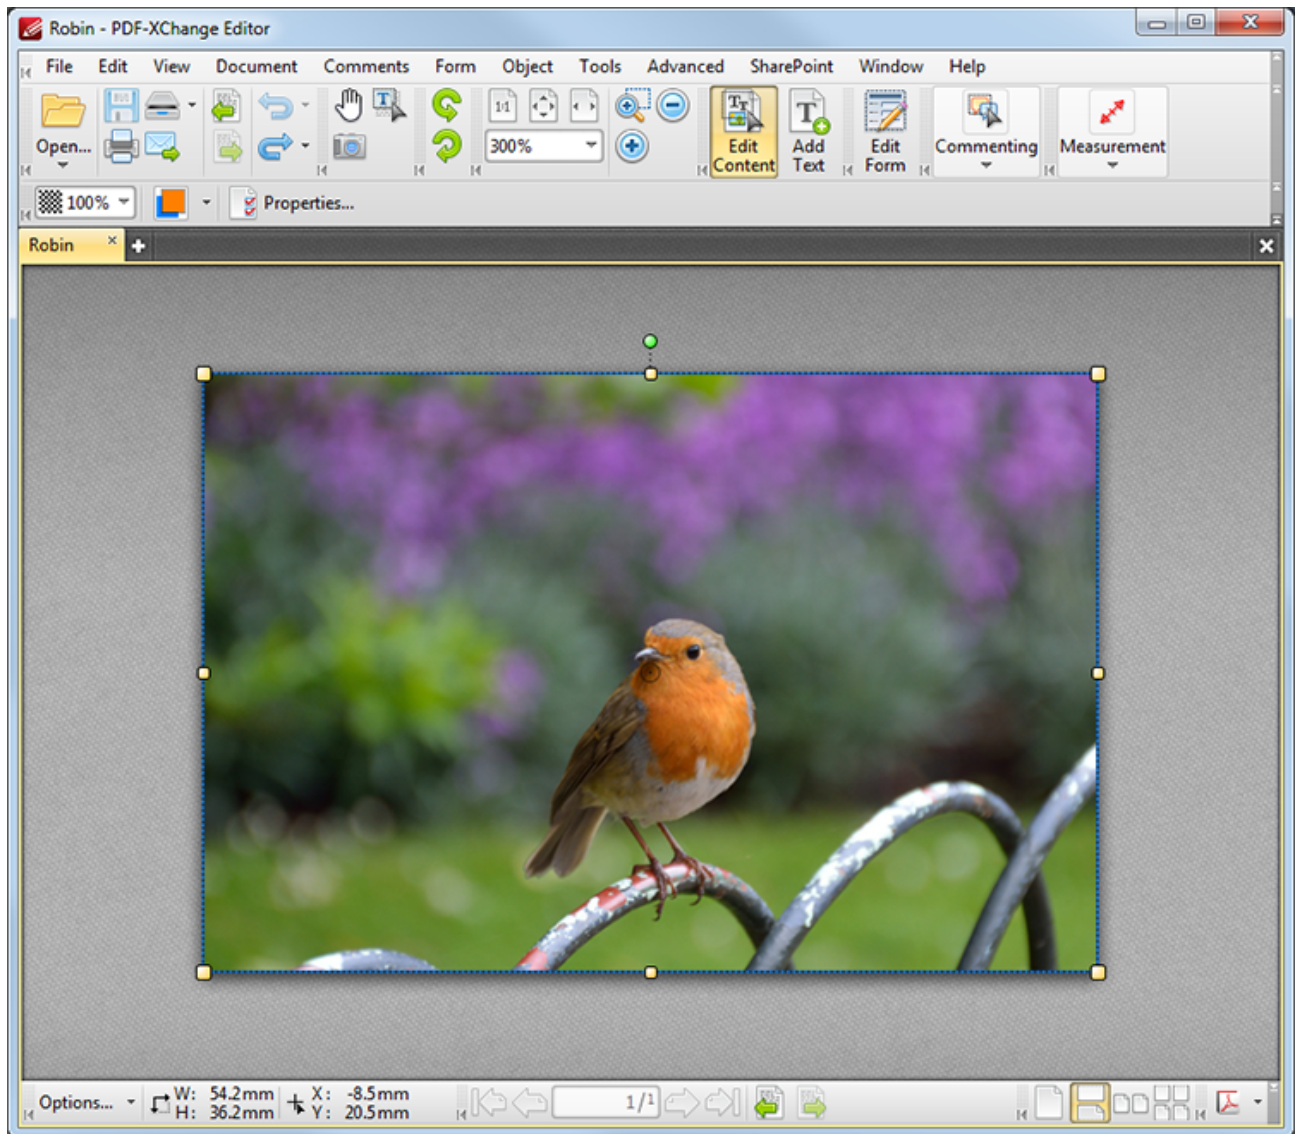 Robin - PDF-XChange Editor
File Edit View Document Comments Form Object Tools Advanced SharePoint Window Help
1:1
Open... 300% Edit Content Add Text Edit Form Commenting Measurement
100% Properties...
Robin
Options... W: 54.2mm X: -8.5mm 1/1
H: 36.2mm Y: 20.5mm